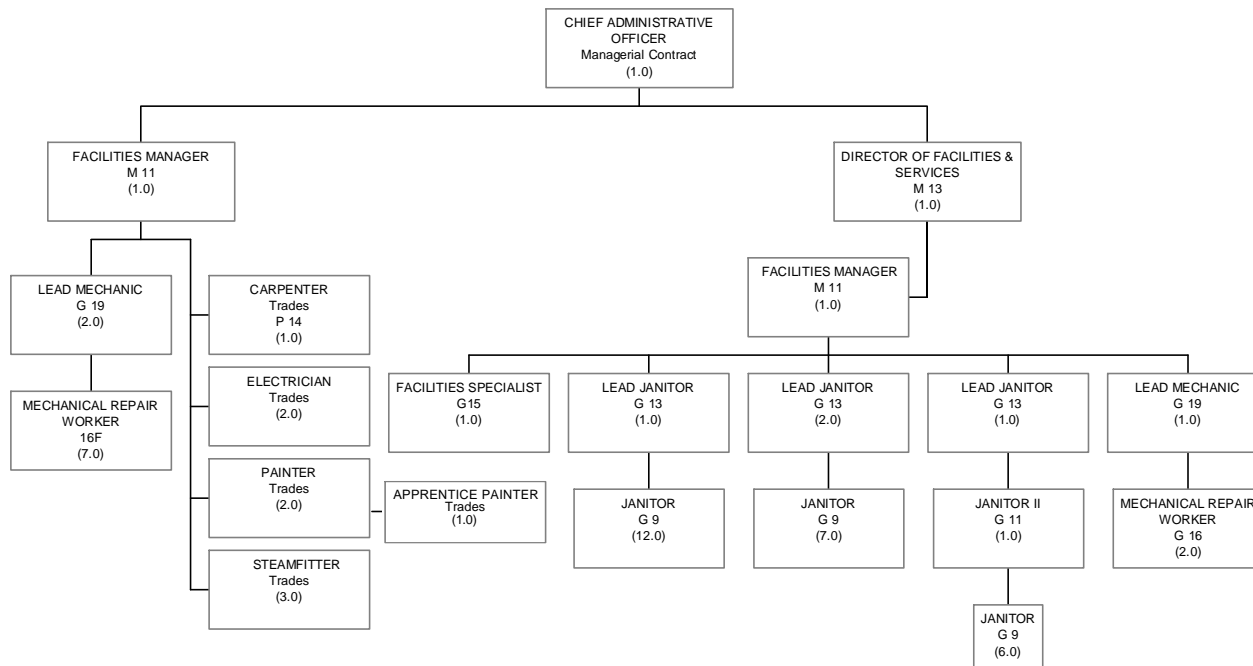 CHIEF ADMINISTRATIVE
OFFICER
Managerial Contract
(1.0)
FACILITIES MANAGER
M 11
(1.0)
DIRECTOR OF FACILITIES &
SERVICES
M 13
(1.0)
LEAD MECHANIC
G 19
(2.0)
CARPENTER
Trades
P 14
(1.0)
FACILITIES MANAGER
M 11
(1.0)
MECHANICAL REPAIR
WORKER
16F
(7.0)
ELECTRICIAN
Trades
(2.0)
FACILITIES SPECIALIST
G15
(1.0)
LEAD JANITOR
G 13
(1.0)
LEAD JANITOR
G 13
(2.0)
LEAD JANITOR
G 13
(1.0)
LEAD MECHANIC
G 19
(1.0)
PAINTER
Trades
(2.0)
APPRENTICE PAINTER
Trades
(1.0)
JANITOR
G 9
(12.0)
JANITOR
G 9
(7.0)
JANITOR II
G 11
(1.0)
MECHANICAL REPAIR
WORKER
G 16
(2.0)
STEAMFITTER
Trades
(3.0)
JANITOR
G 9
(6.0)